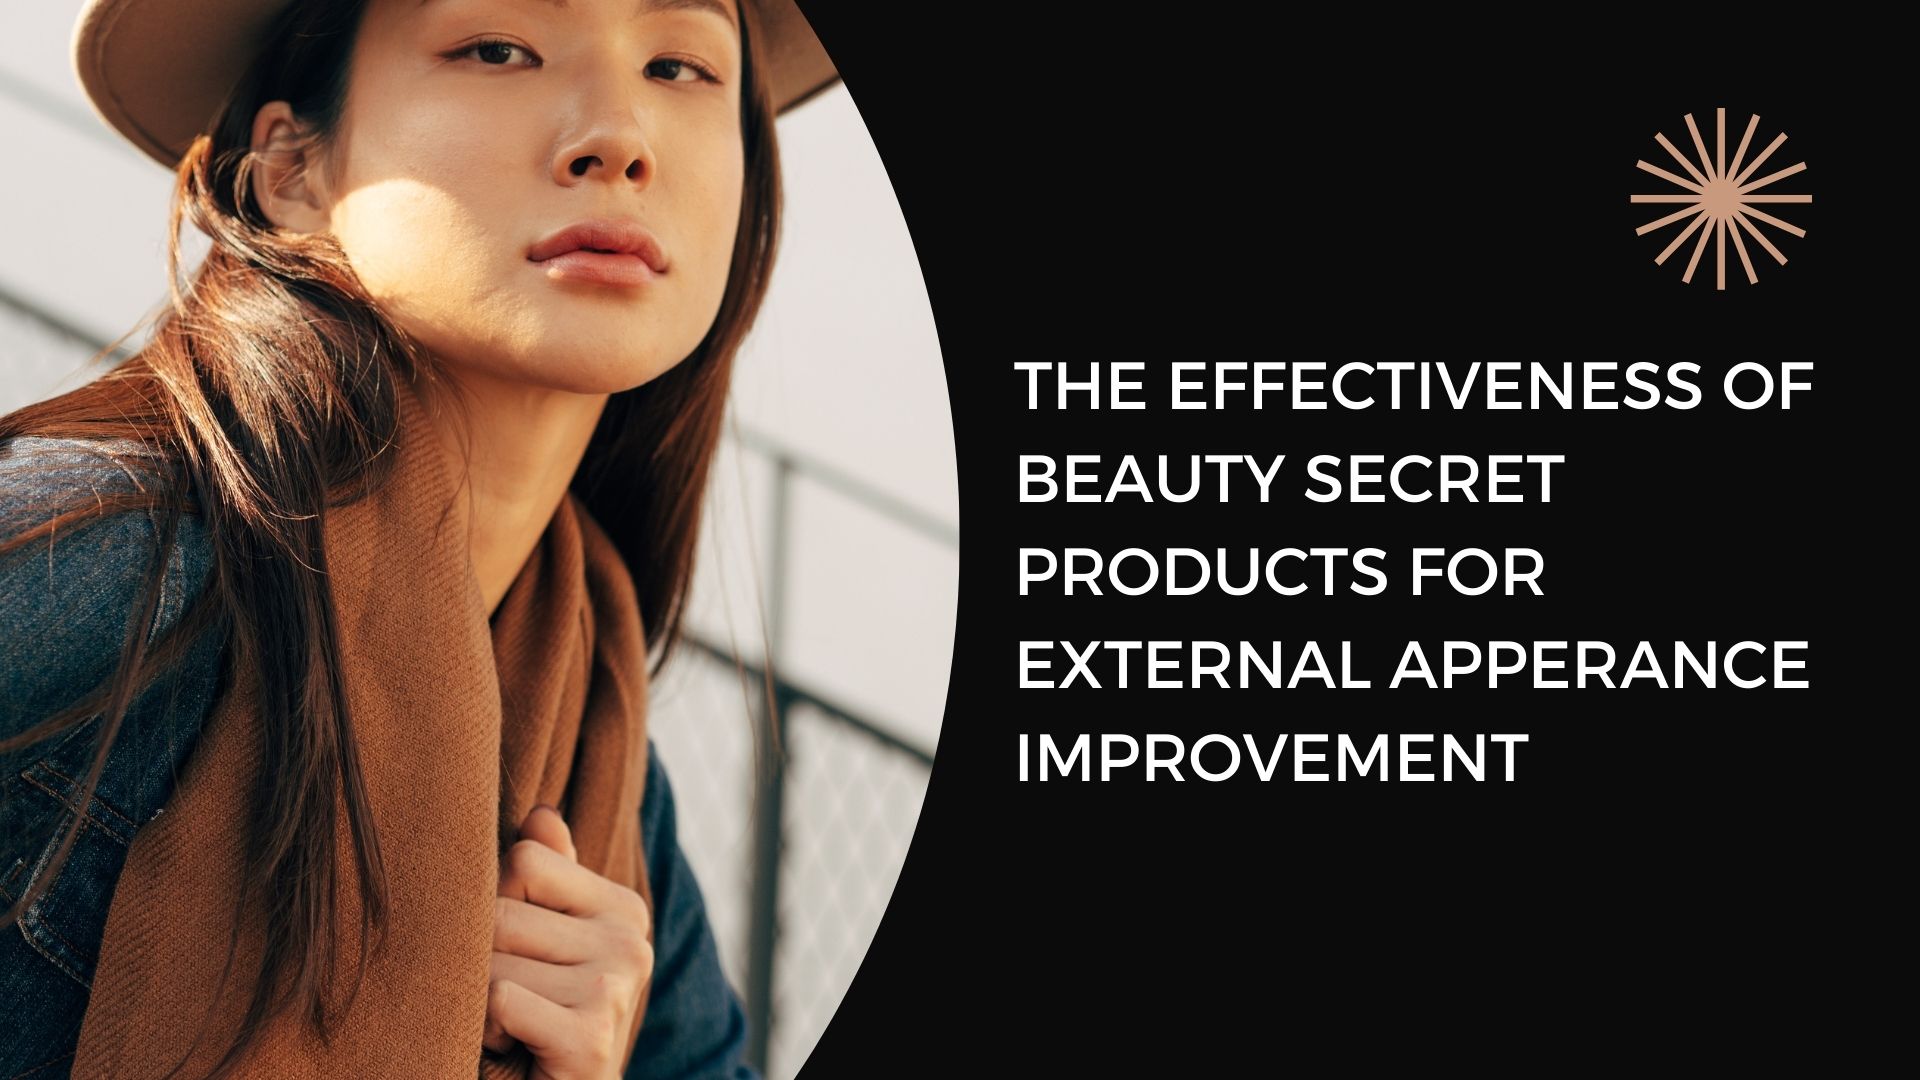 THE EFFECTIVENESS OF
BEAUTY SECRET
PRODUCTS FOR
EXTERNAL APPERANCE
IMPROVEMENT